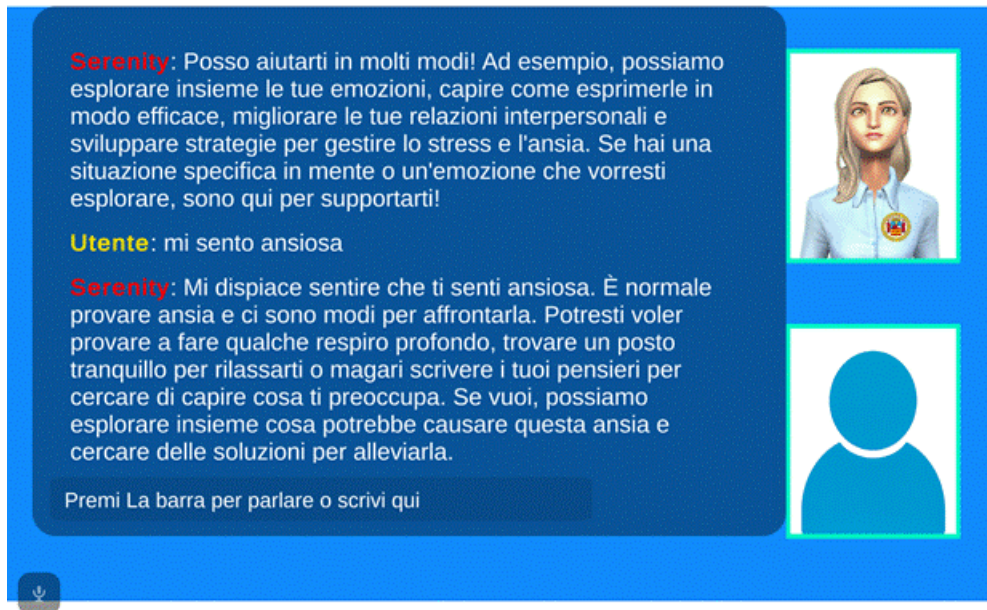 Serenity: Posso aiutarti in molti modi! Ad esempio, possiamo
esplorare insieme le tue emozioni, capire come esprimerle in
modo efficace, migliorare le tue relazioni interpersonali e
sviluppare strategie per gestire lo stress e l'ansia. Se hai una
situazione specifica in mente o un'emozione che vorresti
esplorare, sono qui per supportarti!
Utente: mi sento ansiosa
Serenity: Mi dispiace sentire che ti senti ansiosa. È normale
provare ansia e ci sono modi per affrontarla. Potresti voler
provare a fare qualche respiro profondo, trovare un posto
tranquillo per rilassarti o magari scrivere i tuoi pensieri per
cercare di capire cosa ti preoccupa. Se vuoi, possiamo
esplorare insieme cosa potrebbe causare questa ansia e
cercare delle soluzioni per alleviarla.
Premi La barra per parlare o scrivi qui